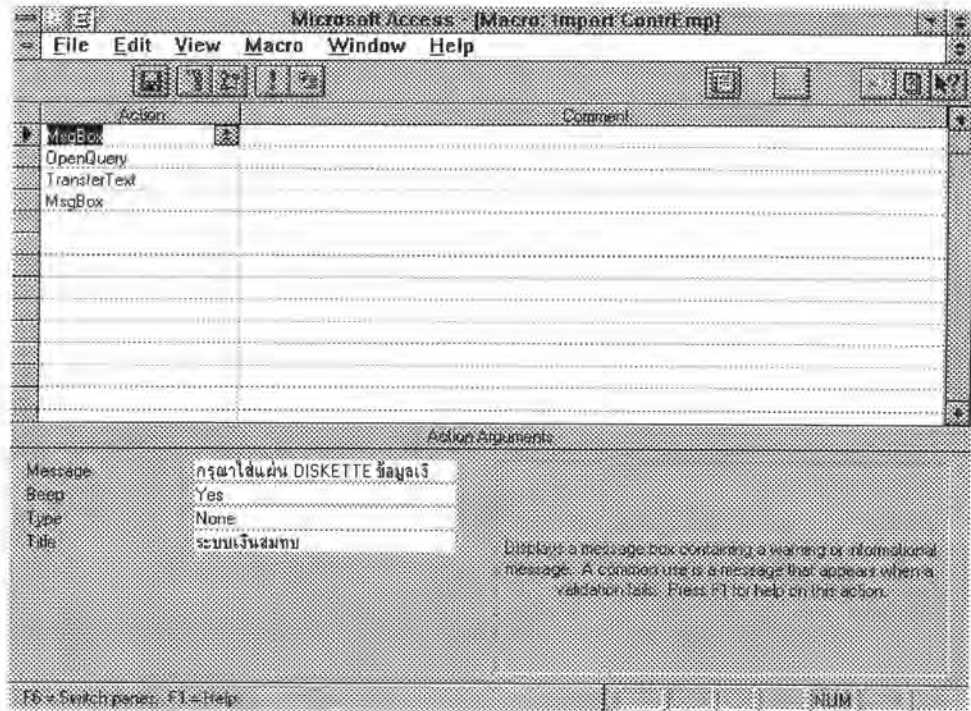 Microsoft Access - [Macro: Import ContrEmp]
File Edit View Macro Window Help
Action Comment
MsgBox
OpenQuery
TransferText
MsgBox
Action Arguments
Message กรุณาใส่แผ่น DISKETTE ข้อมูลเงิ
Beep Yes
Type None
Title ระบบเงินสมทบ
Displays a message box containing a warning or informational
message. A common use is a message that appears when a
validation fails. Press F1 for help on this action.
F6 = Switch panes. F1 = Help. NUM